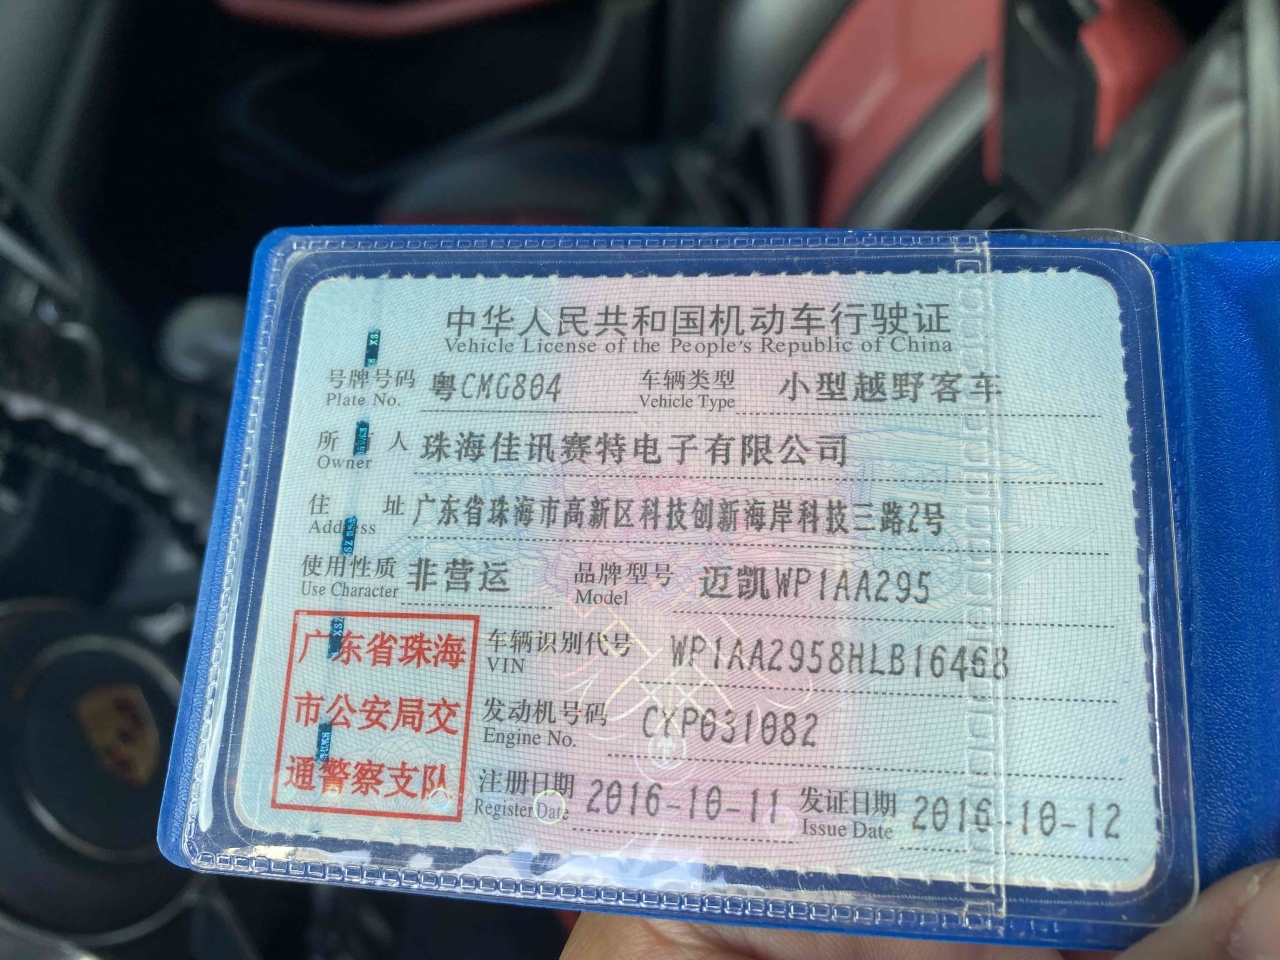 中华人民共和国机动车行驶证
Vehicle License of the People's Republic of China
号牌号码 粤CMG804 车辆类型 小型越野客车
Plate No. Vehicle Type
所 人 珠海佳讯赛特电子有限公司
Owner
住 址 广东省珠海市高新区科技创新海岸科技三路2号
Address
使用性质 非营运 品牌型号 迈凯WP1AA295
Use Character Model
车辆识别代号 WP1AA2958HLB16468
VIN
发动机号码 CYP031082
Engine No.
注册日期 2016-10-11 发证日期 2016-10-12
Register Date Issue Date
广东省珠海
市公安局交
通警察支队